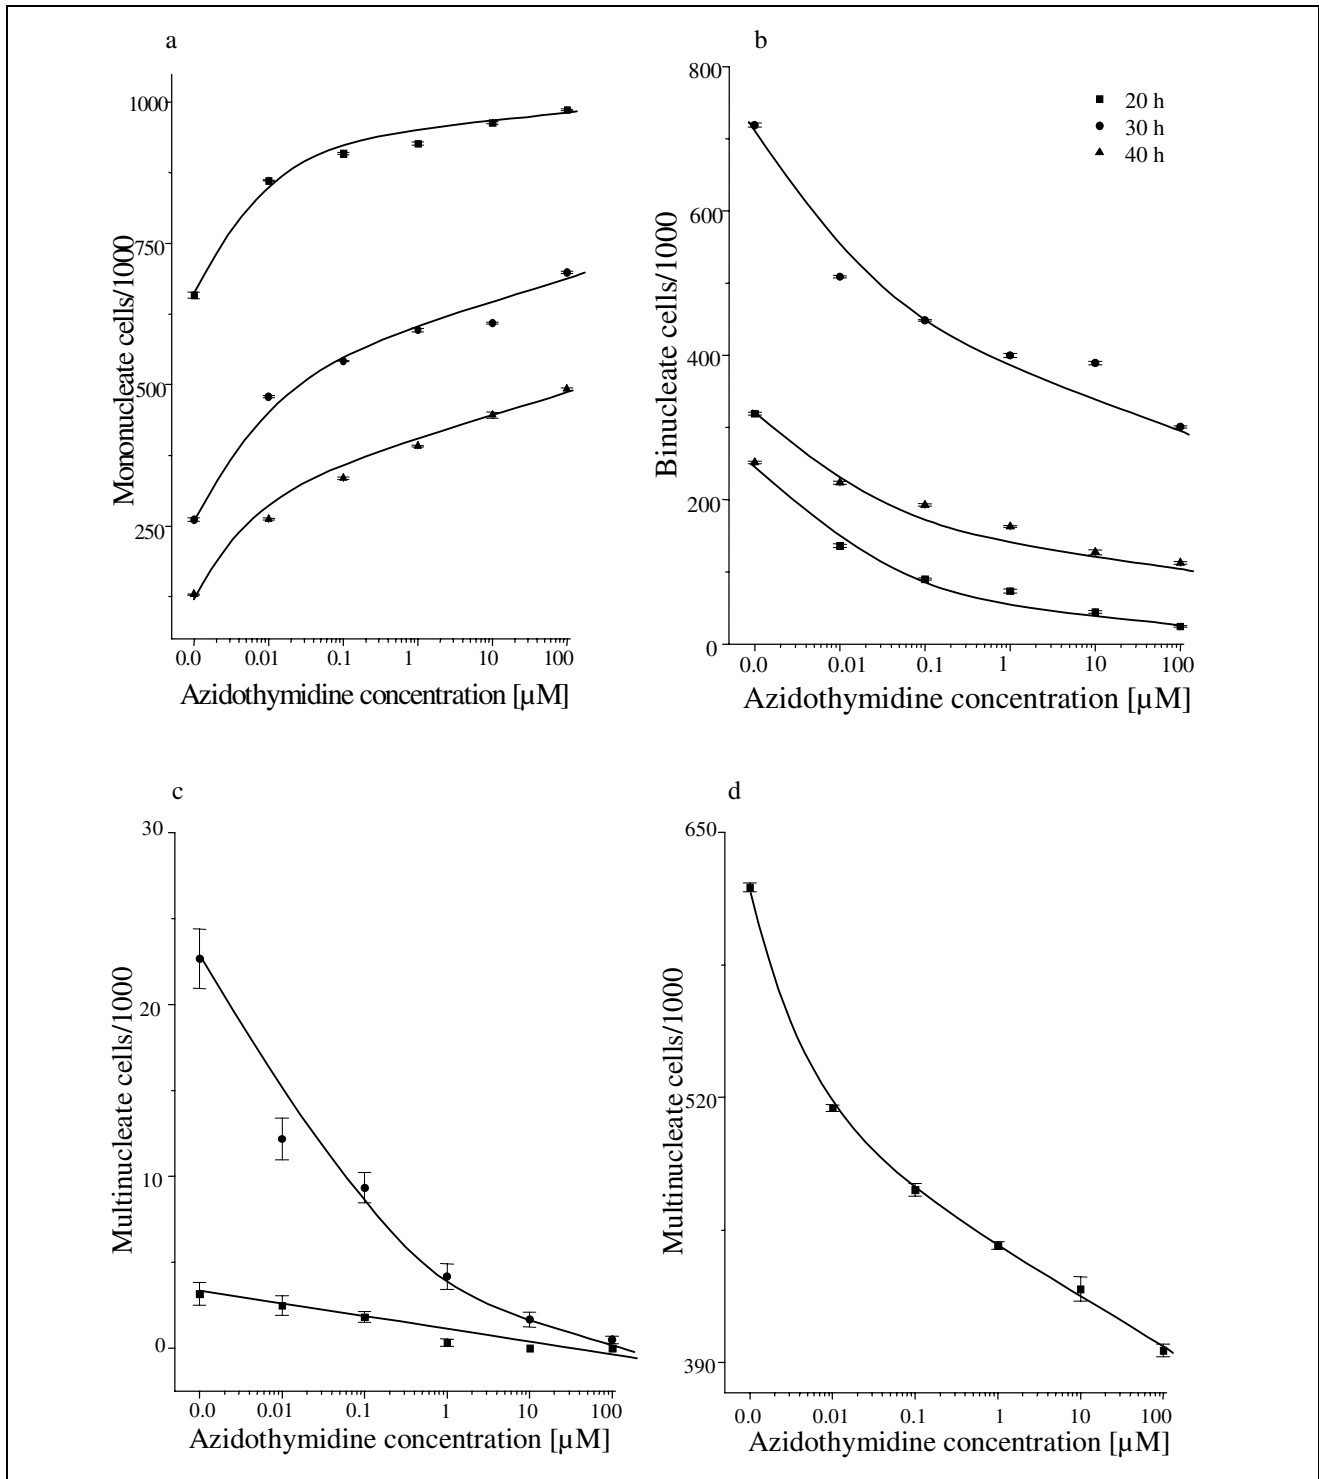 a
1000
750
500
250
Mononucleate cells/1000
0.0 0.01 0.1 1 10 100
Azidothymidine concentration [µM]
b
800
600
400
200
0
Binucleate cells/1000
20 h
30 h
40 h
0.0 0.01 0.1 1 10 100
Azidothymidine concentration [µM]
c
30
20
10
0
Multinucleate cells/1000
0.0 0.01 0.1 1 10 100
Azidothymidine concentration [µM]
d
650
520
390
Multinucleate cells/1000
0.0 0.01 0.1 1 10 100
Azidothymidine concentration [µM]